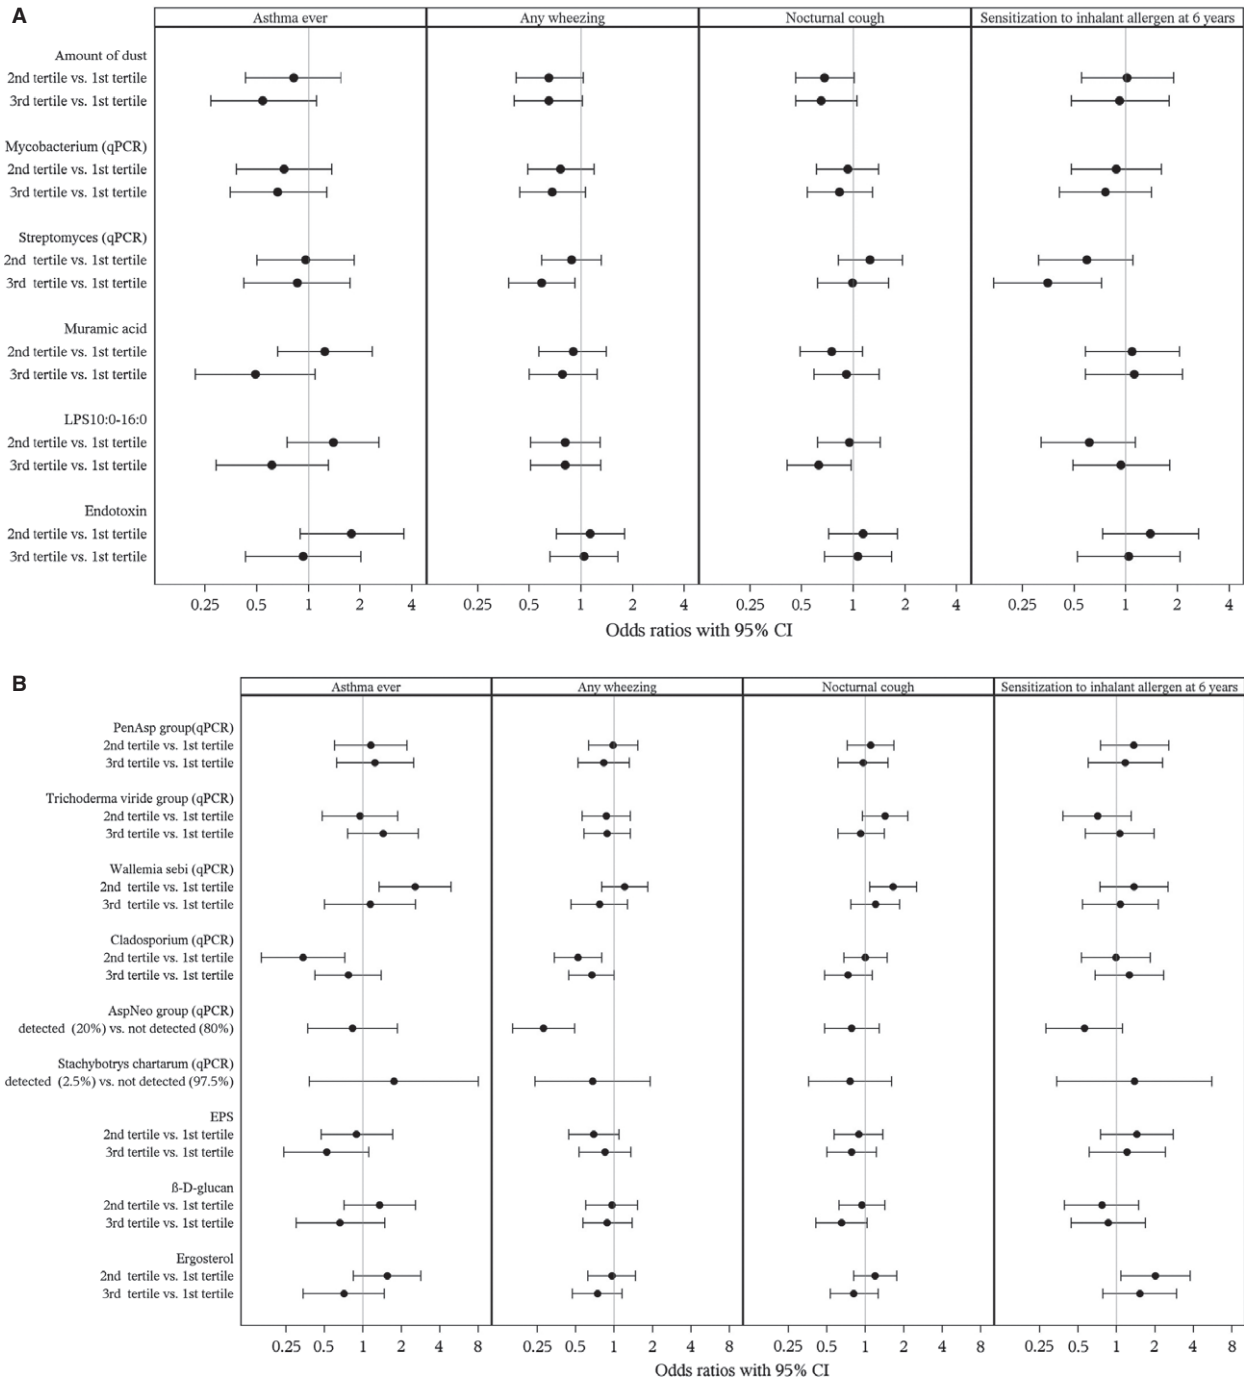 A
Asthma ever
Any wheezing
Nocturnal cough
Sensitization to inhalant allergen at 6 years
Amount of dust
2nd tertile vs. 1st tertile
3rd tertile vs. 1st tertile
Mycobacterium (qPCR)
2nd tertile vs. 1st tertile
3rd tertile vs. 1st tertile
Streptomyces (qPCR)
2nd tertile vs. 1st tertile
3rd tertile vs. 1st tertile
Muramic acid
2nd tertile vs. 1st tertile
3rd tertile vs. 1st tertile
LPS10:0-16:0
2nd tertile vs. 1st tertile
3rd tertile vs. 1st tertile
Endotoxin
2nd tertile vs. 1st tertile
3rd tertile vs. 1st tertile
0.25 0.5 1 2 4 0.25 0.5 1 2 4 0.25 0.5 1 2 4 0.25 0.5 1 2 4
Odds ratios with 95% CI
B
Asthma ever
Any wheezing
Nocturnal cough
Sensitization to inhalant allergen at 6 years
PenAsp group(qPCR)
2nd tertile vs. 1st tertile
3rd tertile vs. 1st tertile
Trichoderma viride group (qPCR)
2nd tertile vs. 1st tertile
3rd tertile vs. 1st tertile
Wallemia sebi (qPCR)
2nd tertile vs. 1st tertile
3rd tertile vs. 1st tertile
Cladosporium (qPCR)
2nd tertile vs. 1st tertile
3rd tertile vs. 1st tertile
AspNeo group (qPCR)
detected (20%) vs. not detected (80%)
Stachybotrys chartarum (qPCR)
detected (2.5%) vs. not detected (97.5%)
EPS
2nd tertile vs. 1st tertile
3rd tertile vs. 1st tertile
ß-D-glucan
2nd tertile vs. 1st tertile
3rd tertile vs. 1st tertile
Ergosterol
2nd tertile vs. 1st tertile
3rd tertile vs. 1st tertile
0.25 0.5 1 2 4 8 0.25 0.5 1 2 4 8 0.25 0.5 1 2 4 8 0.25 0.5 1 2 4 8
Odds ratios with 95% CI